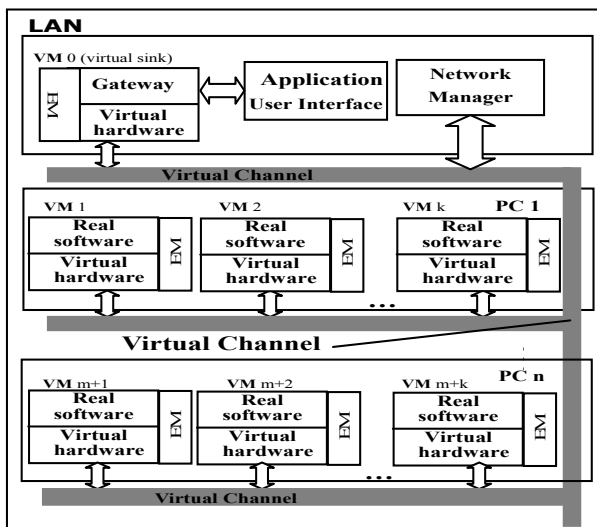 LAN
VM 0 (virtual sink)
EM
Gateway
Virtual
hardware
Application
User Interface
Network
Manager
Virtual Channel
PC 1
VM 1
Real
software
Virtual
hardware
EM
VM 2
Real
software
Virtual
hardware
EM
VM k
Real
software
Virtual
hardware
EM
...
Virtual Channel
PC n
VM m+1
Real
software
Virtual
hardware
EM
VM m+2
Real
software
Virtual
hardware
EM
VM m+k
Real
software
Virtual
hardware
EM
...
Virtual Channel